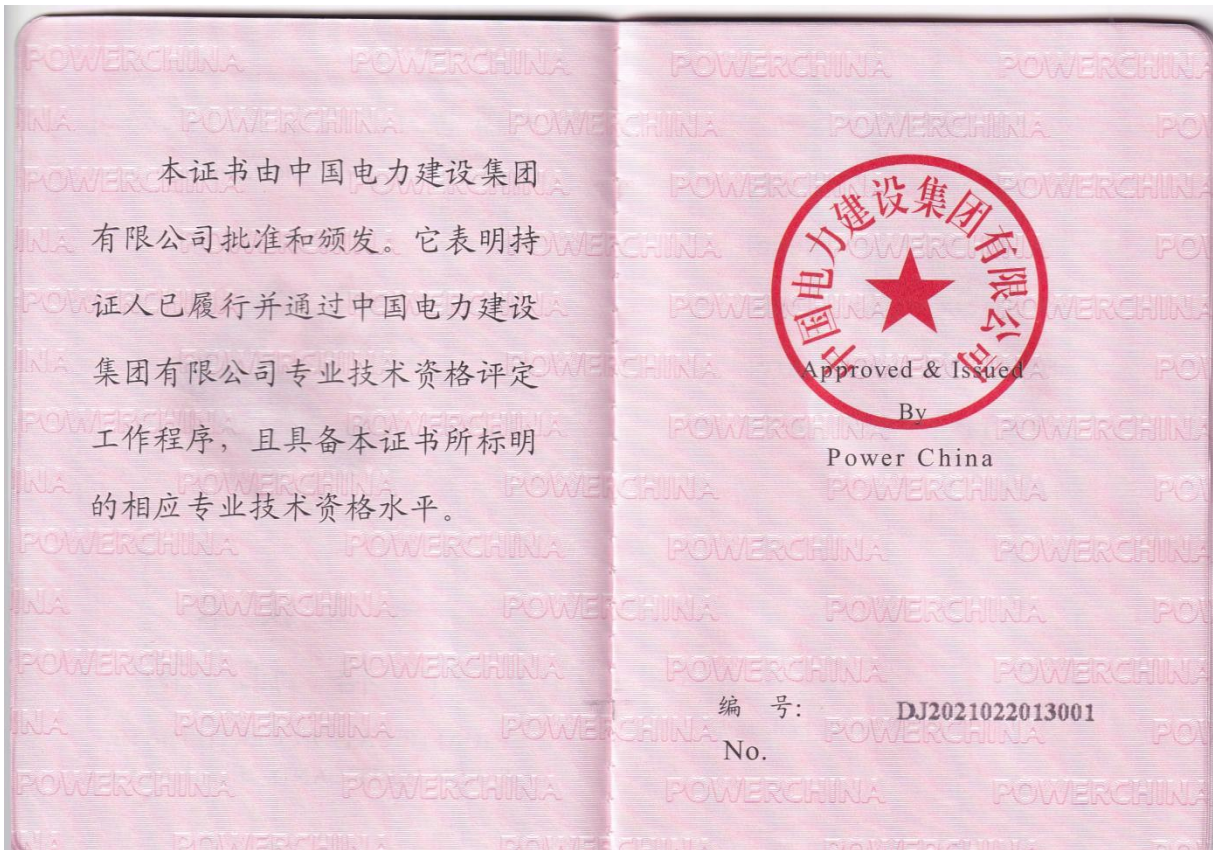 本证书由中国电力建设集团
有限公司批准和颁发。它表明持
证人已履行并通过中国电力建设
集团有限公司专业技术资格评定
工作程序，且具备本证书所标明
的相应专业技术资格水平。
中国电力建设集团有限公司
Approved & Issued
By
Power China
编 号: DJ2021022013001
No.
POWERCHINA